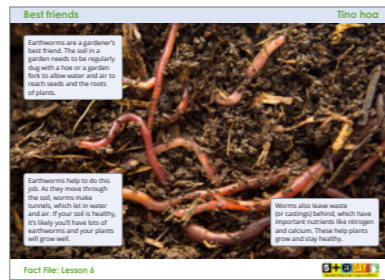 Best friends
Tino hoa
Earthworms are a gardener's
best friend. The soil in a
garden needs to be regularly
dug with a hoe or a garden
fork to allow water and air to
reach seeds and the roots
of plants.
Earthworms help to do this
job. As they move through
the soil, worms make
tunnels, which let in water
and air. If your soil is healthy,
it's likely you'll have lots of
earthworms and your plants
will grow well.
Worms also leave waste
(or castings) behind, which have
important nutrients like nitrogen
and calcium. These help plants
grow and stay healthy.
Fact File: Lesson 6
5+ A DAY